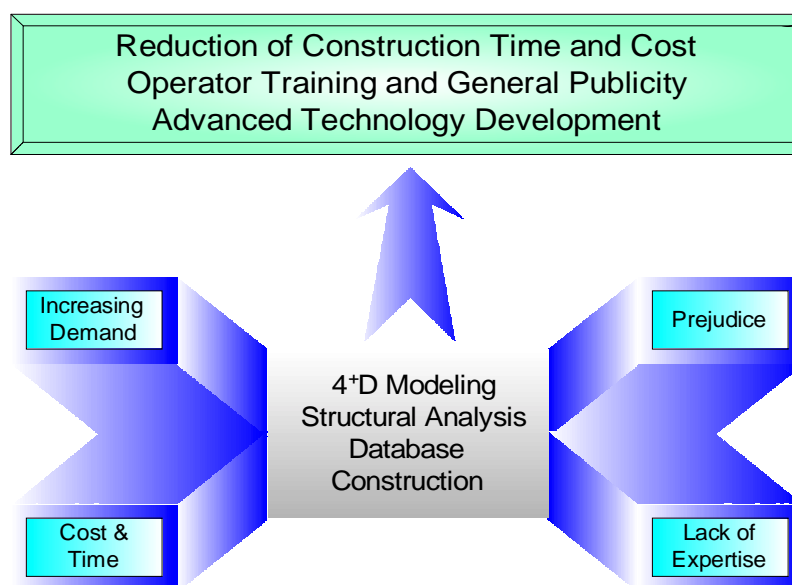 Reduction of Construction Time and Cost
Operator Training and General Publicity
Advanced Technology Development
Increasing
Demand
Prejudice
4⁺D Modeling
Structural Analysis
Database
Construction
Cost &
Time
Lack of
Expertise